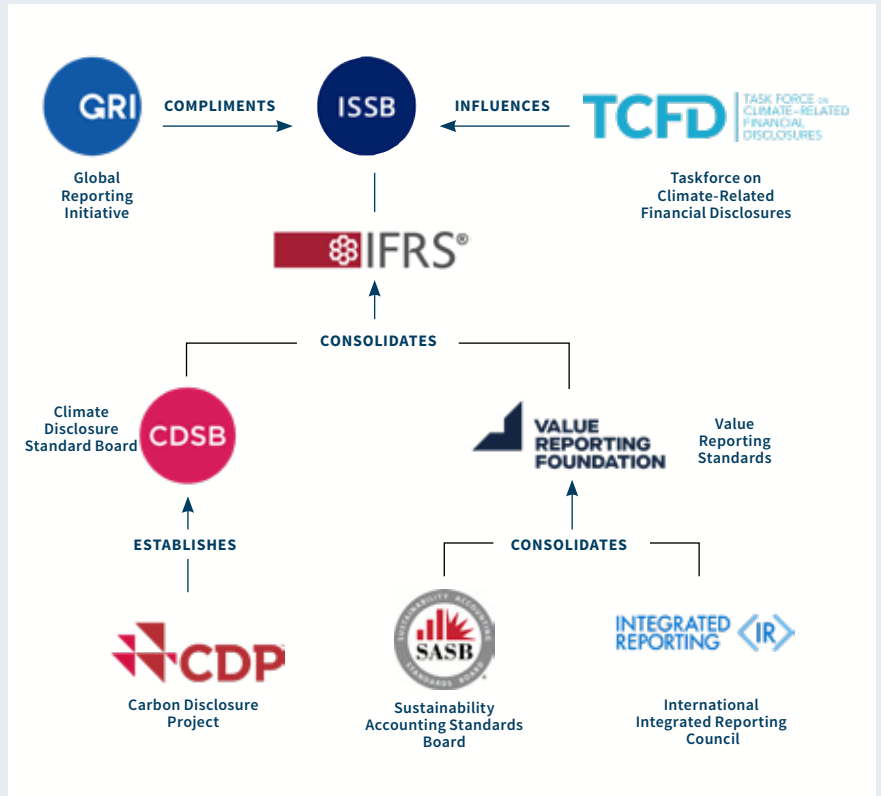 GRI
COMPLIMENTS
ISSB
INFLUENCES
TCFD
TASK FORCE ON
CLIMATE-RELATED
FINANCIAL
DISCLOSURES
Global
Reporting
Initiative
Taskforce on
Climate-Related
Financial Disclosures
IFRS®
CONSOLIDATES
Climate
Disclosure
Standard Board
CDSB
VALUE
REPORTING
FOUNDATION
Value
Reporting
Standards
ESTABLISHES
CONSOLIDATES
CDP
Carbon Disclosure
Project
SUSTAINABILITY ACCOUNTING
SASB
STANDARDS BOARD
Sustainability
Accounting Standards
Board
INTEGRATED
REPORTING
<IR>
International
Integrated Reporting
Council